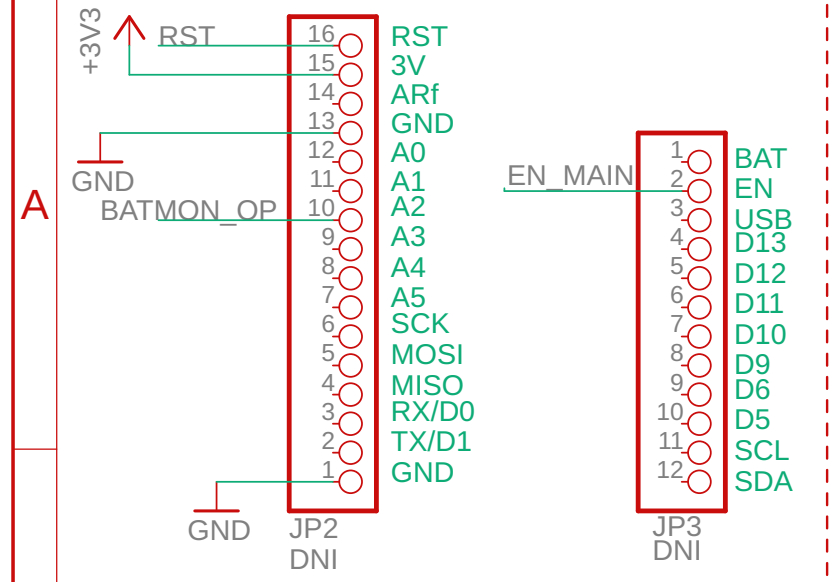 +3V3
RST
16 RST
15 3V
14 ARf
13 GND
GND
12 A0
11 A1
BATMON_OP
10 A2
9 A3
8 A4
7 A5
6 SCK
5 MOSI
4 MISO
3 RX/D0
2 TX/D1
1 GND
GND
JP2
DNI
A
EN_MAIN
1 BAT
2 EN
3 USB
4 D13
5 D12
6 D11
7 D10
8 D9
9 D6
10 D5
11 SCL
12 SDA
JP3
DNI